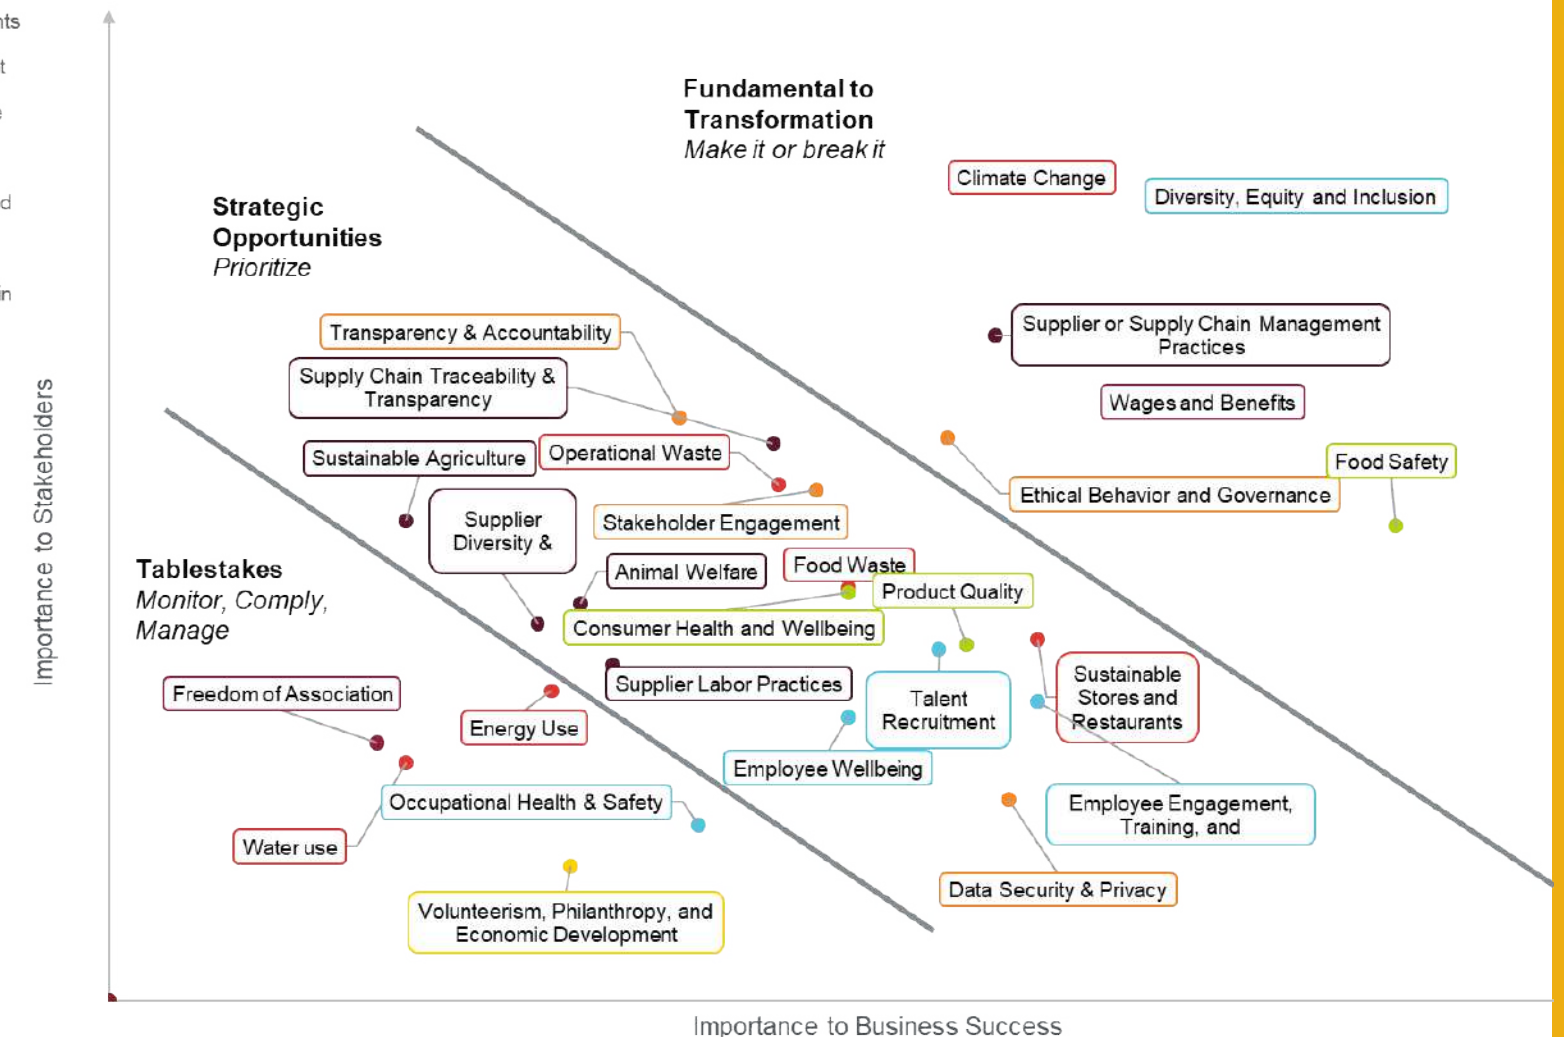 Fundamental to
Transformation
Make it or break it
Climate Change
Diversity, Equity and Inclusion
Strategic
Opportunities
Prioritize
Transparency & Accountability
Supplier or Supply Chain Management
Practices
Supply Chain Traceability &
Transparency
Wages and Benefits
Sustainable Agriculture
Operational Waste
Food Safety
Ethical Behavior and Governance
Supplier
Diversity &
Stakeholder Engagement
Tablestakes
Monitor, Comply,
Manage
Animal Welfare
Food Waste
Product Quality
Consumer Health and Wellbeing
Freedom of Association
Supplier Labor Practices
Sustainable
Stores and
Restaurants
Talent
Recruitment
Energy Use
Employee Wellbeing
Occupational Health & Safety
Employee Engagement,
Training, and
Water use
Data Security & Privacy
Volunteerism, Philanthropy, and
Economic Development
Importance to Stakeholders
Importance to Business Success